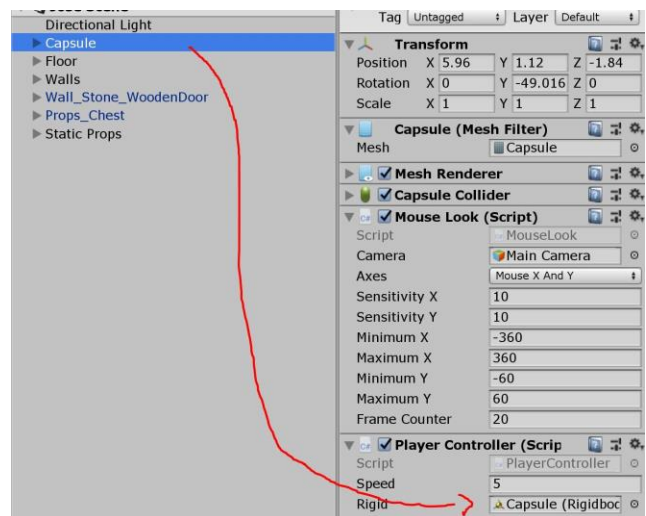 Directional Light
Capsule
Floor
Walls
Wall_Stone_WoodenDoor
Props_Chest
Static Props
Tag Untagged Layer Default
Transform
Position X 5.96 Y 1.12 Z -1.84
Rotation X 0 Y -49.016 Z 0
Scale X 1 Y 1 Z 1
Capsule (Mesh Filter)
Mesh Capsule
Mesh Renderer
Capsule Collider
Mouse Look (Script)
Script MouseLook
Camera Main Camera
Axes Mouse X And Y
Sensitivity X 10
Sensitivity Y 10
Minimum X -360
Maximum X 360
Minimum Y -60
Maximum Y 60
Frame Counter 20
Player Controller (Scrip
Script PlayerController
Speed 5
Rigid Capsule (Rigidboc